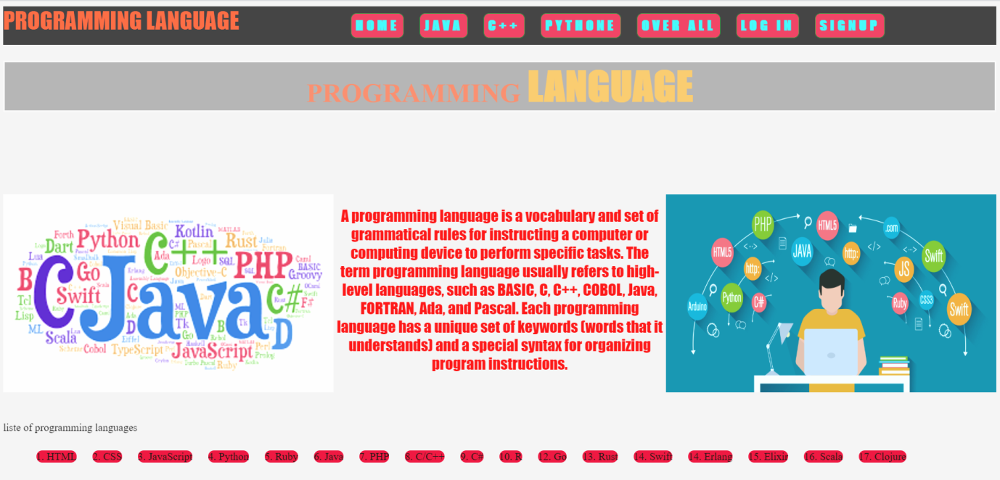 PROGRAMMING LANGUAGE
HOME JAVA C++ PYTHONE OVER ALL LOG IN SIGNUP
PROGRAMMING LANGUAGE
Visual Basic
Kotlin
Forth Python Rust Julia
Dart C++ C# Pascal Fortran
Lua Ada Logo SQL PHP Caml
B C Go Objective-C BASIC
Java Groovy
Tcl Swift C C# F#
Lisp
ML Tk Go B Tk D
Scala Eiffel Perl
Scheme Cobol TypeScript JavaScript Prolog
Ruby
A programming language is a vocabulary and set of
grammatical rules for instructing a computer or
computing device to perform specific tasks. The
term programming language usually refers to high-
level languages, such as BASIC, C, C++, COBOL, Java,
FORTRAN, Ada, and Pascal. Each programming
language has a unique set of keywords (words that it
understands) and a special syntax for organizing
program instructions.
PHP HTML5 .com
HTML5 </> JAVA http: </> Swift
http: </> JS
Arduino Python C# Ruby CSS3 Swift
liste of programming languages
1. HTML 2. CSS 3. JavaScript 4. Python 5. Ruby 6. Java 7. PHP 8. C/C++ 9. C# 10. R 12. Go 13. Rust 14. Swift 14. Erlang 15. Elixir 16. Scala 17. Clojure